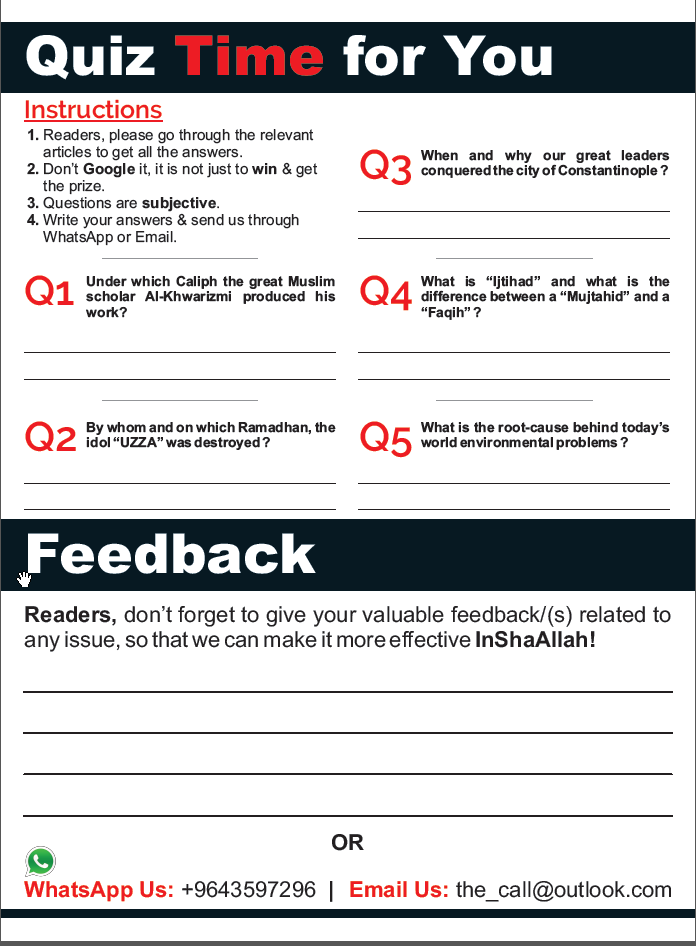 Quiz Time for You
Instructions
1. Readers, please go through the relevant
articles to get all the answers.
2. Don't Google it, it is not just to win & get
the prize.
3. Questions are subjective.
4. Write your answers & send us through
WhatsApp or Email.
Q1 Under which Caliph the great Muslim
scholar Al-Khwarizmi produced his
work?
Q2 By whom and on which Ramadhan, the
idol “UZZA” was destroyed ?
Q3 When and why our great leaders
conquered the city of Constantinople ?
Q4 What is “Ijtihad” and what is the
difference between a “Mujtahid” and a
“Faqih” ?
Q5 What is the root-cause behind today's
world environmental problems ?
Feedback
Readers, don't forget to give your valuable feedback/(s) related to
any issue, so that we can make it more effective InShaAllah!
OR
WhatsApp Us: +9643597296 | Email Us: the_call@outlook.com